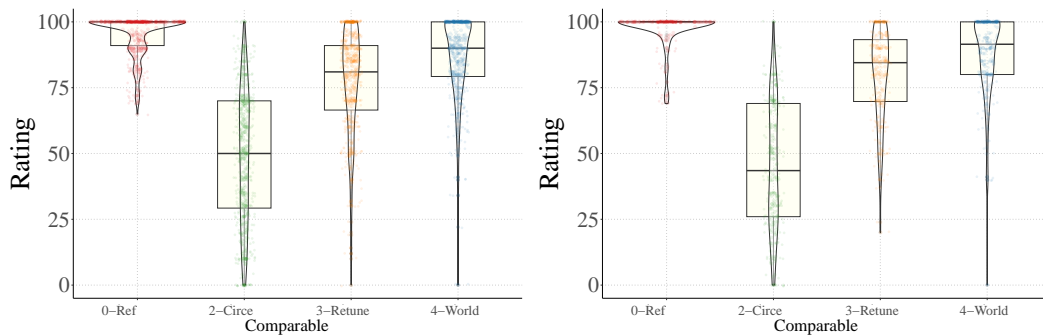 100
75
50
25
0
Rating
0−Ref
2−Circe
3−Retune
4−World
Comparable
100
75
50
25
0
Rating
0−Ref
2−Circe
3−Retune
4−World
Comparable